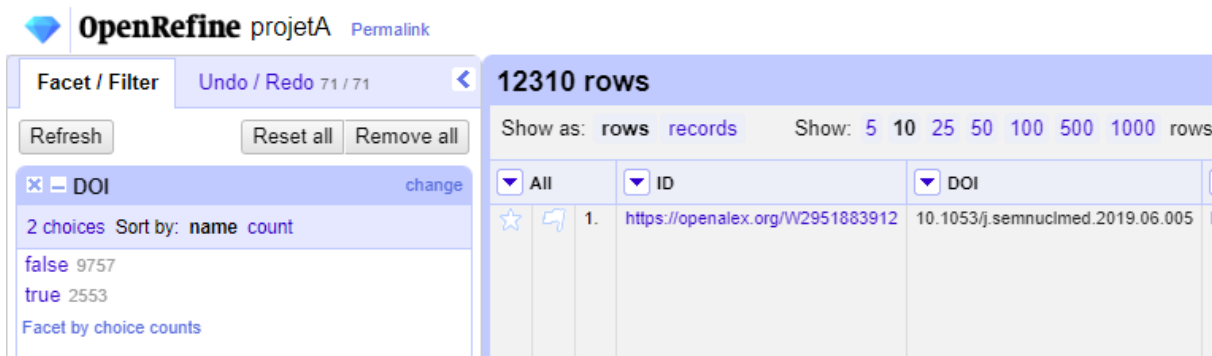 OpenRefine projetA Permalink
Facet / Filter Undo / Redo 71 / 71
12310 rows
Refresh Reset all Remove all
Show as: rows records Show: 5 10 25 50 100 500 1000 rows
DOI change
All ID DOI
2 choices Sort by: name count
1. https://openalex.org/W2951883912 10.1053/j.semnuclmed.2019.06.005
false 9757
true 2553
Facet by choice counts